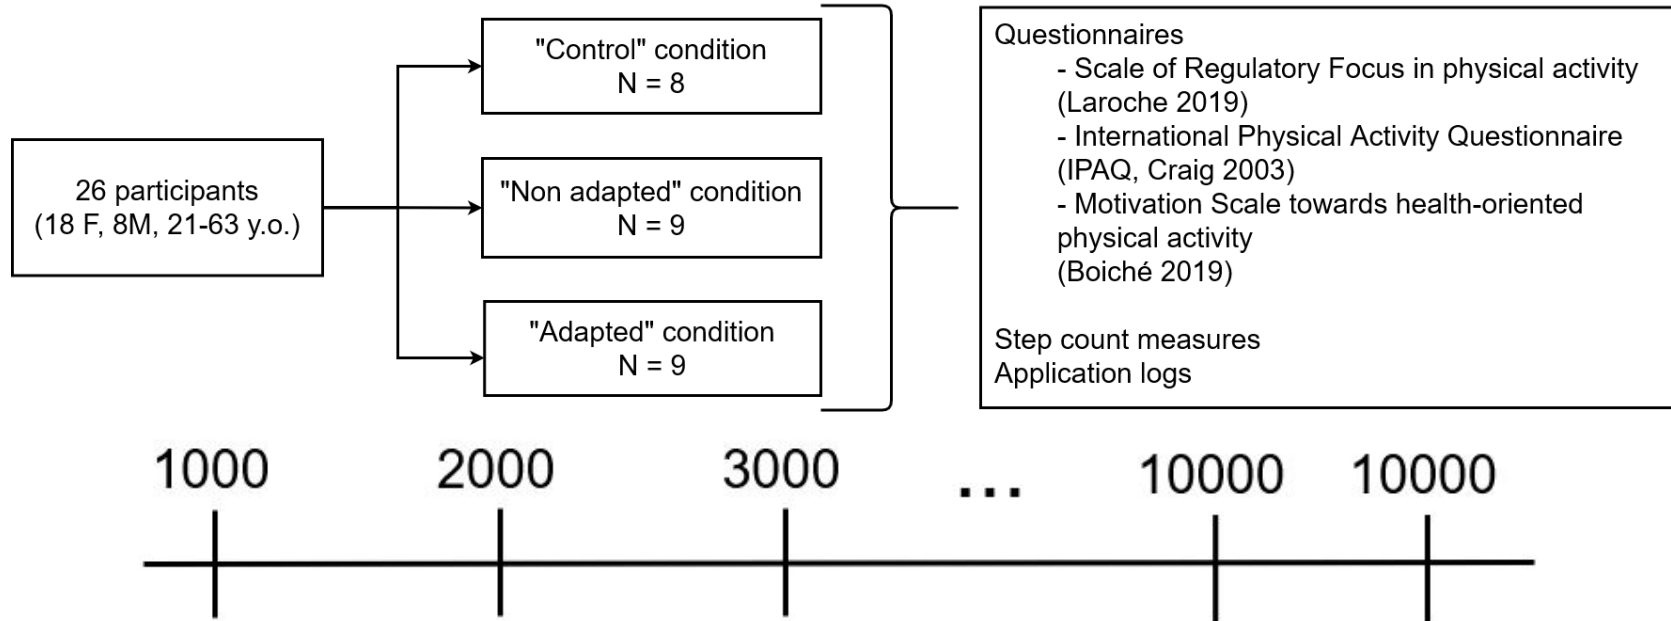 26 participants
(18 F, 8M, 21-63 y.o.)
"Control" condition
N = 8
"Non adapted" condition
N = 9
"Adapted" condition
N = 9
Questionnaires
- Scale of Regulatory Focus in physical activity
(Laroche 2019)
- International Physical Activity Questionnaire
(IPAQ, Craig 2003)
- Motivation Scale towards health-oriented
physical activity
(Boiché 2019)
Step count measures
Application logs
1000 2000 3000 ... 10000 10000